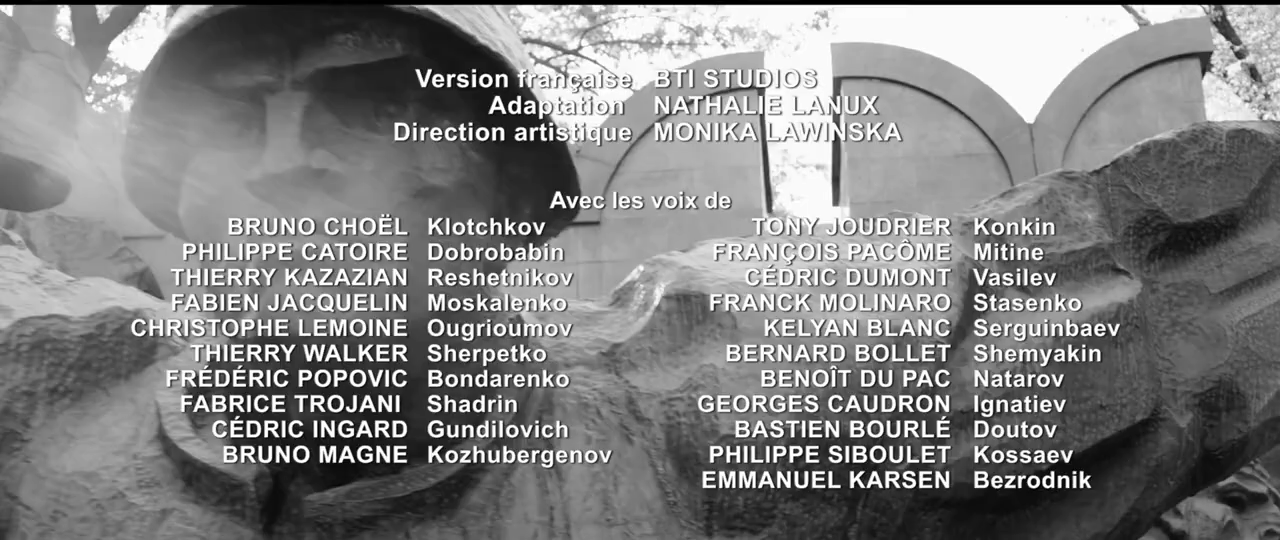 Version française BTI STUDIOS
Adaptation NATHALIE LANUX
Direction artistique MONIKA LAWINSKA
Avec les voix de
BRUNO CHOËL Klotchkov
PHILIPPE CATOIRE Dobrobabin
THIERRY KAZAZIAN Reshetnikov
FABIEN JACQUELIN Moskalenko
CHRISTOPHE LEMOINE Ougrioumov
THIERRY WALKER Sherpetko
FRÉDÉRIC POPOVIC Bondarenko
FABRICE TROJANI Shadrin
CÉDRIC INGARD Gundilovich
BRUNO MAGNE Kozhubergenov
TONY JOUDRIER Konkin
FRANÇOIS PACÔME Mitine
CÉDRIC DUMONT Vasilev
FRANCK MOLINARO Stasenko
KELYAN BLANC Serguinbaev
BERNARD BOLLET Shemyakin
BENOÎT DU PAC Natarov
GEORGES CAUDRON Ignatiev
BASTIEN BOURLÉ Doutov
PHILIPPE SIBOULET Kossaev
EMMANUEL KARSEN Bezrodnik